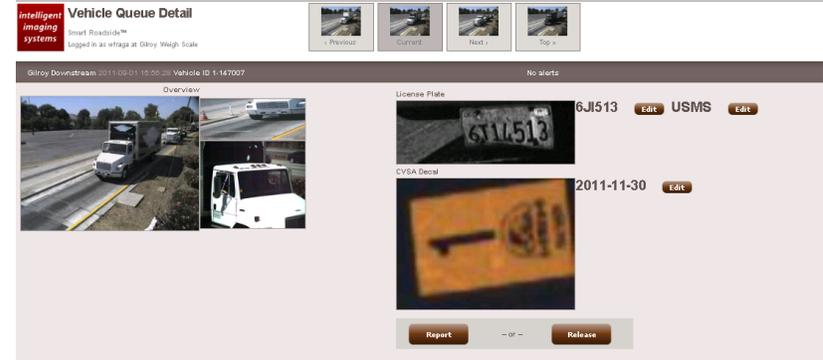 intelligent
imaging
systems
Vehicle Queue Detail
Smart Roadside™
Logged in as wfraga at Gilroy Weigh Scale
‹ Previous
Current
Next ›
Top »
Gilroy Downstream 2011-09-01 15:56:28 Vehicle ID 1-147007
No alerts
Overview
License Plate
6J14513
6JI513
Edit
USMS
Edit
CVSA Decal
1
2011-11-30
Edit
Report
– or –
Release